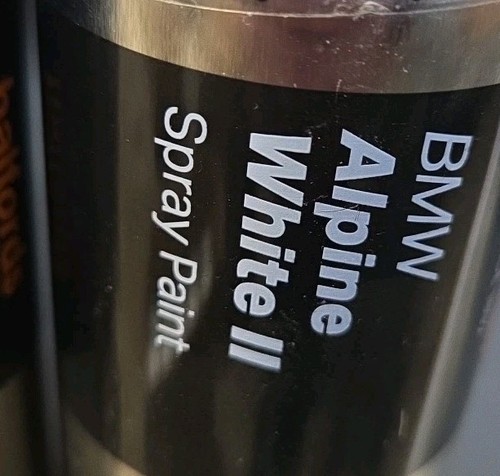 BMW
Alpine
White II
Spray Paint